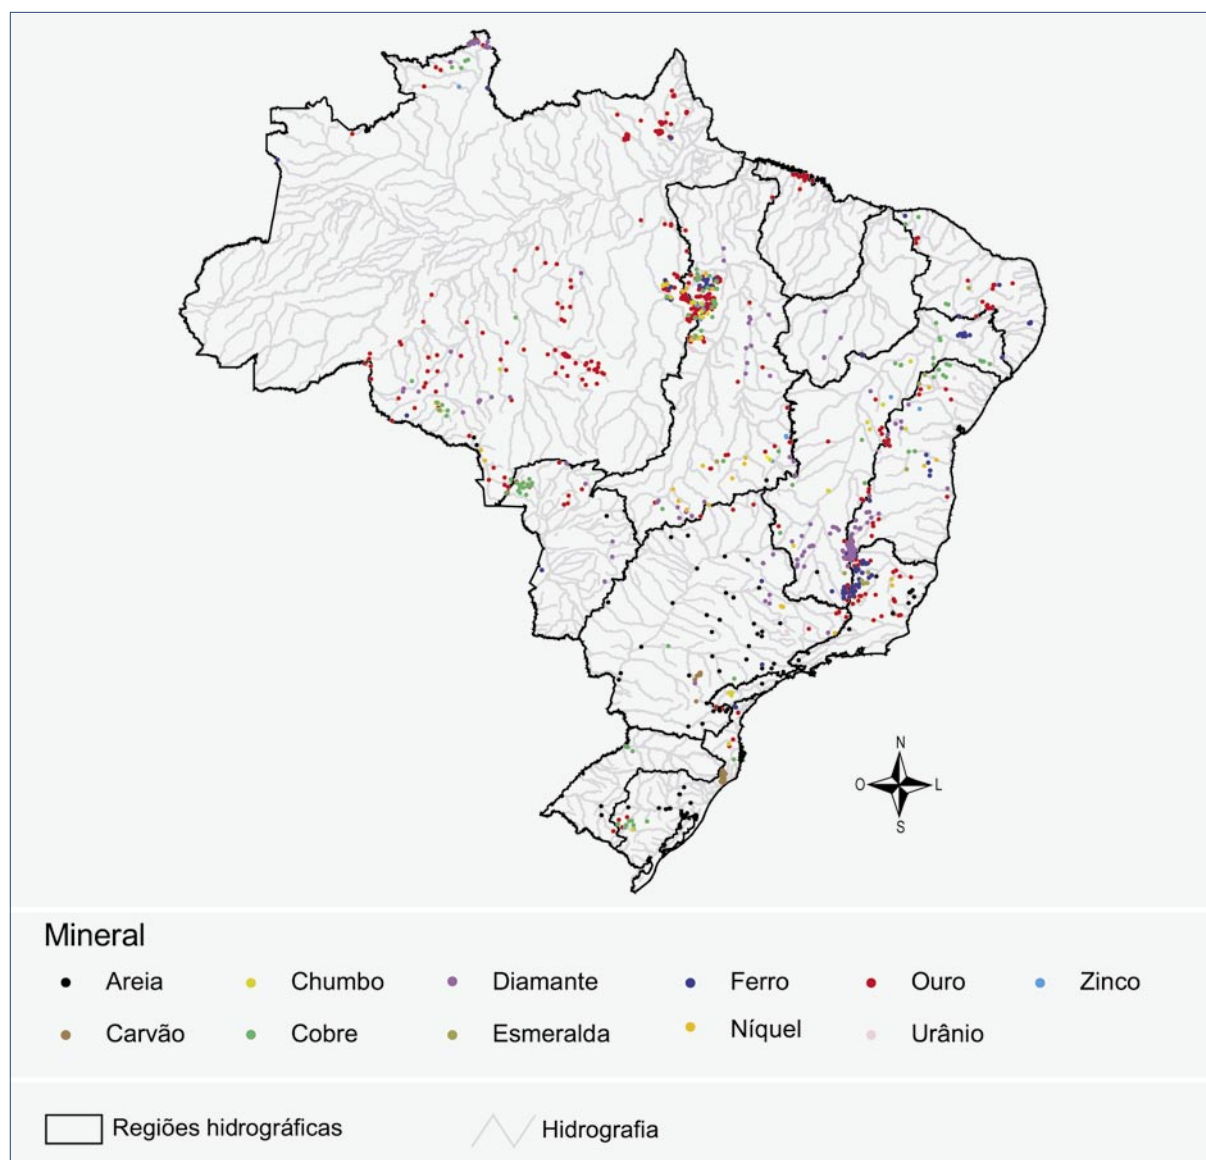 N
O L
S
Mineral
Areia Chumbo Diamante Ferro Ouro Zinco
Carvão Cobre Esmeralda Níquel Urânio
Regiões hidrográficas Hidrografia